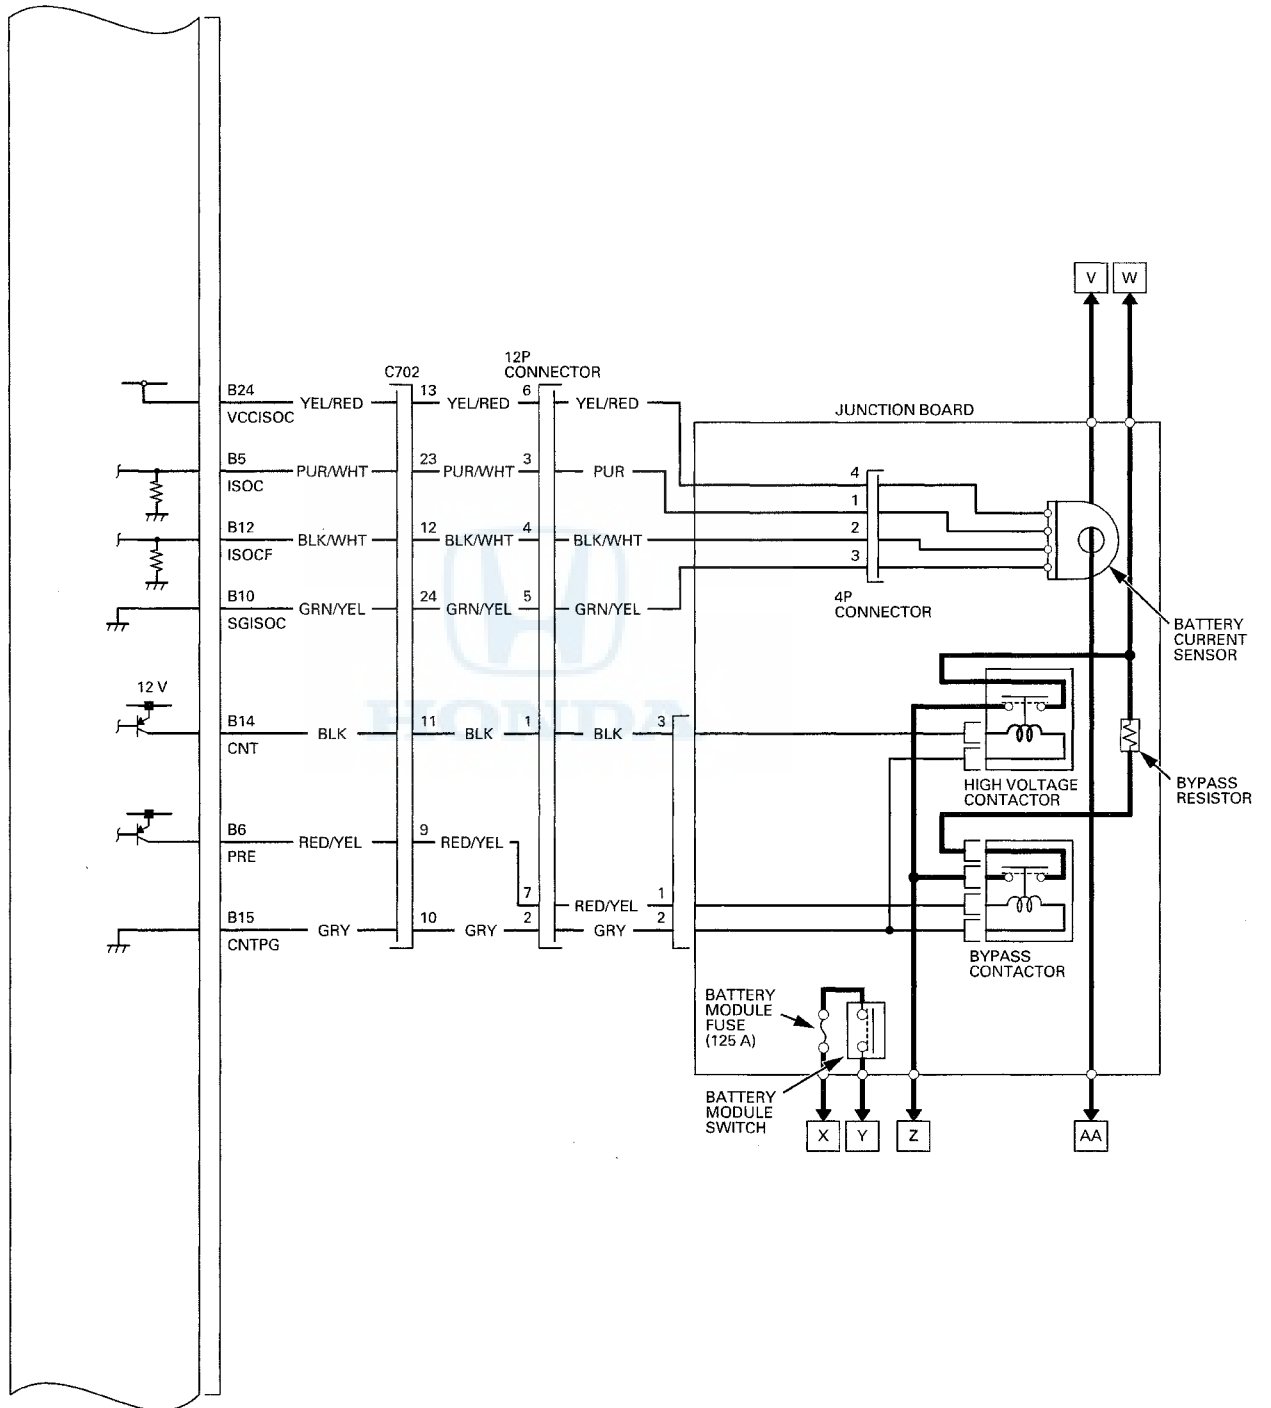 V W
C702
12P
CONNECTOR
B24 YEL/RED 13 YEL/RED 6 YEL/RED
VCCISOC
JUNCTION BOARD
B5 PUR/WHT 23 PUR/WHT 3 PUR
ISOC
4
1
B12 BLK/WHT 12 BLK/WHT 4 BLK/WHT 2
ISOCF
3
B10 GRN/YEL 24 GRN/YEL 5 GRN/YEL
SGISOC
4P
CONNECTOR
BATTERY
CURRENT
SENSOR
12 V
HONDA
B14 BLK 11 BLK 1 BLK 3
CNT
HIGH VOLTAGE
CONTACTOR
BYPASS
RESISTOR
B6 RED/YEL 9 RED/YEL
PRE
7 RED/YEL 1
B15 GRY 10 GRY 2 GRY 2
CNTPG
BYPASS
CONTACTOR
BATTERY
MODULE
FUSE
(125 A)
BATTERY
MODULE
SWITCH
X Y Z AA